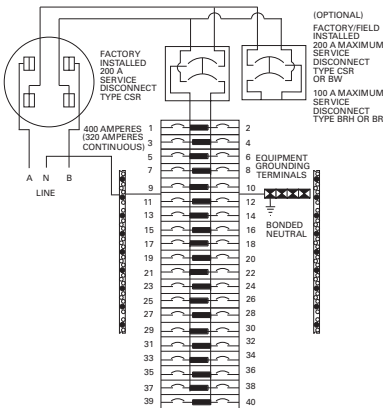 (OPTIONAL)
FACTORY/FIELD
INSTALLED
200 A MAXIMUM
SERVICE
DISCONNECT
TYPE CSR
OR BW
100 A MAXIMUM
SERVICE
DISCONNECT
TYPE BRH OR BR
FACTORY
INSTALLED
200 A
SERVICE
DISCONNECT
TYPE CSR
400 AMPERES
(320 AMPERES
CONTINUOUS)
A N B
LINE
EQUIPMENT
GROUNDING
TERMINALS
BONDED
NEUTRAL
1 2
3 4
5 6
7 8
9 10
11 12
13 14
15 16
17 18
19 20
21 22
23 24
25 26
27 28
29 30
31 32
33 34
35 36
37 38
39 40